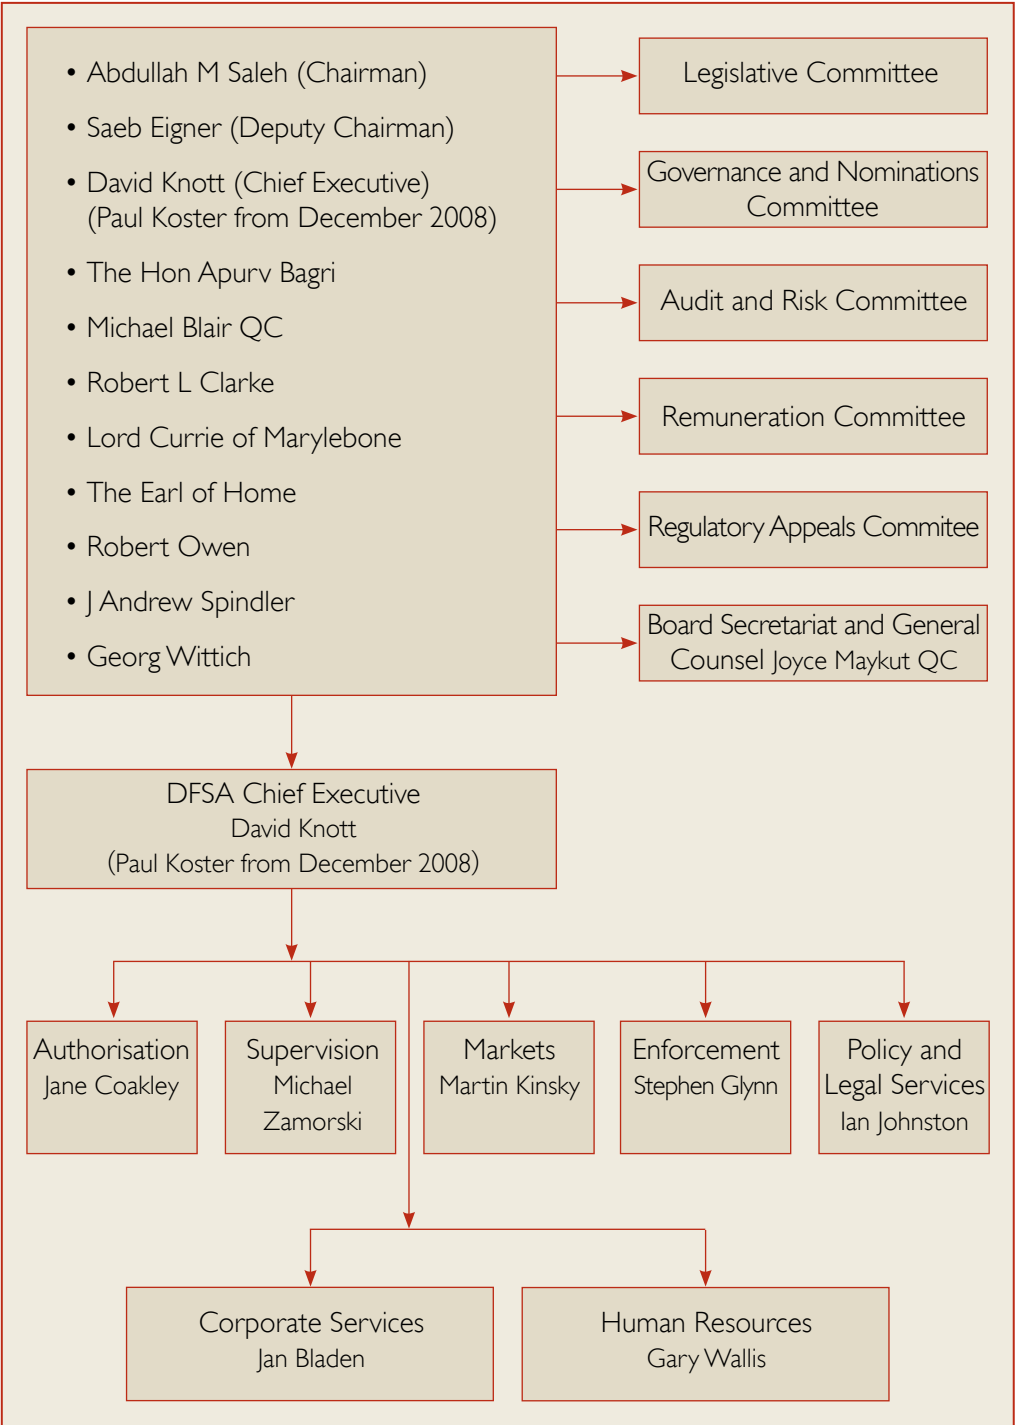 • Abdullah M Saleh (Chairman)
• Saeb Eigner (Deputy Chairman)
• David Knott (Chief Executive)
(Paul Koster from December 2008)
• The Hon Apurv Bagri
• Michael Blair QC
• Robert L Clarke
• Lord Currie of Marylebone
• The Earl of Home
• Robert Owen
• J Andrew Spindler
• Georg Wittich
Legislative Committee
Governance and Nominations
Committee
Audit and Risk Committee
Remuneration Committee
Regulatory Appeals Commitee
Board Secretariat and General
Counsel Joyce Maykut QC
DFSA Chief Executive
David Knott
(Paul Koster from December 2008)
Authorisation
Jane Coakley
Supervision
Michael
Zamorski
Markets
Martin Kinsky
Enforcement
Stephen Glynn
Policy and
Legal Services
Ian Johnston
Corporate Services
Jan Bladen
Human Resources
Gary Wallis